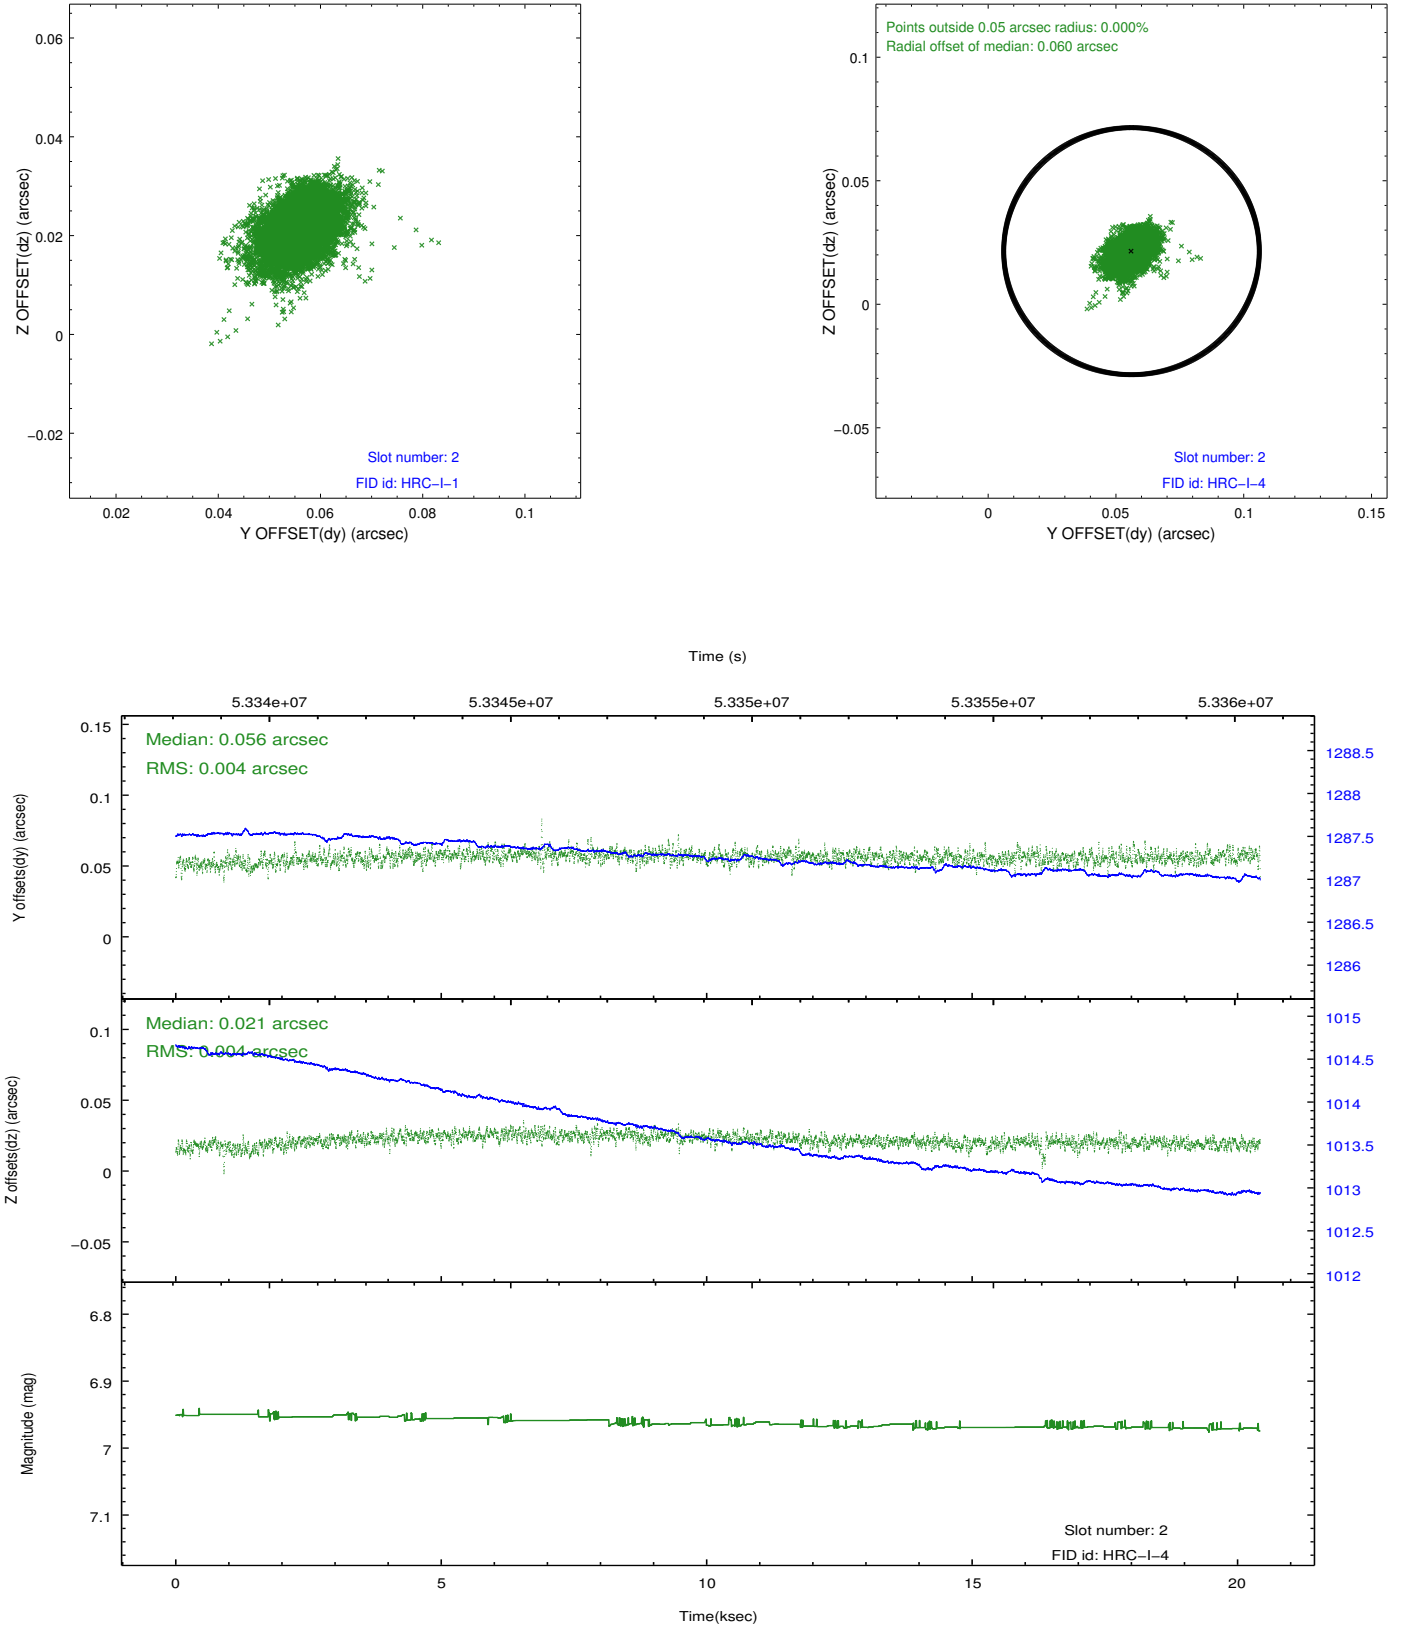 0.06
0.04
0.02
0
−0.02
Z OFFSET(dz) (arcsec)
Slot number: 2
FID id: HRC−I−1
0.02
0.04
0.06
0.08
0.1
Y OFFSET(dy) (arcsec)
Points outside 0.05 arcsec radius: 0.000%
Radial offset of median: 0.060 arcsec
0.1
0.05
0
−0.05
Z OFFSET(dz) (arcsec)
Slot number: 2
FID id: HRC−I−4
0
0.05
0.1
0.15
Y OFFSET(dy) (arcsec)
Time (s)
5.334e+07
5.3345e+07
5.335e+07
5.3355e+07
5.336e+07
0.15
0.1
0.05
0
Y offsets(dy) (arcsec)
Median: 0.056 arcsec
RMS: 0.004 arcsec
1288.5
1288
1287.5
1287
1286.5
1286
0.1
0.05
0
−0.05
Z offsets(dz) (arcsec)
Median: 0.021 arcsec
RMS: 0.004 arcsec
1015
1014.5
1014
1013.5
1013
1012.5
1012
6.8
6.9
7
7.1
Magnitude (mag)
Slot number: 2
FID id: HRC−I−4
0
5
10
15
20
Time(ksec)